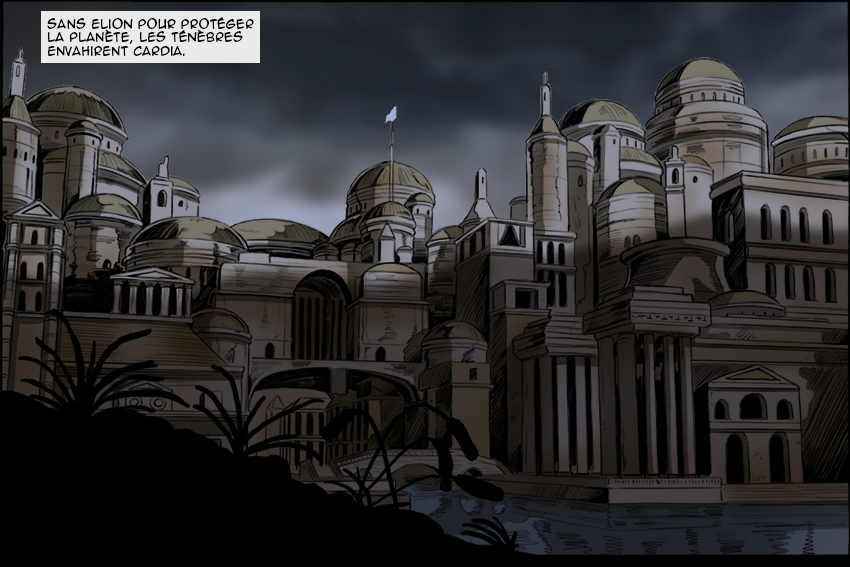 SANS ELION POUR PROTÉGER
LA PLANÈTE, LES TÉNÈBRES
ENVAHIRENT CARDIA.